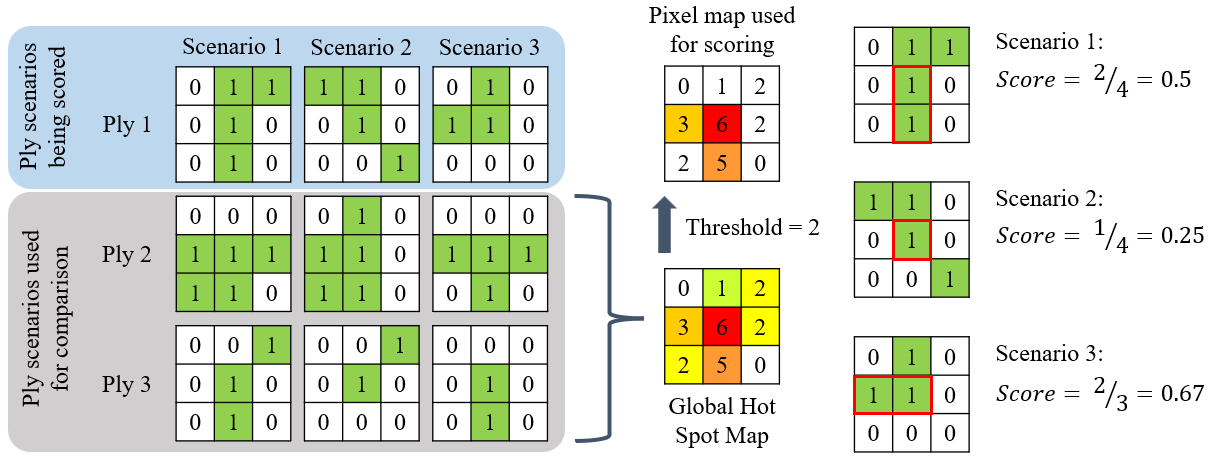 Ply scenarios
being scored
Scenario 1 Scenario 2 Scenario 3
Ply 1
0 1 1
0 1 0
0 1 0
1 1 0
0 1 0
0 0 1
0 1 0
1 1 0
0 0 0
Ply scenarios used
for comparison
Ply 2
0 0 0
1 1 1
1 1 0
0 1 0
1 1 0
1 1 0
0 0 0
1 1 1
0 1 0
Ply 3
0 0 1
0 1 0
0 1 0
0 0 1
0 1 0
0 0 0
0 0 0
0 1 0
0 1 0
Pixel map used
for scoring
0 1 2
3 6 2
2 5 0
Threshold = 2
0 1 2
3 6 2
2 5 0
Global Hot
Spot Map
0 1 1
0 1 0
0 1 0
Scenario 1:
Score = 2/4 = 0.5
1 1 0
0 1 0
0 0 1
Scenario 2:
Score = 1/4 = 0.25
0 1 0
1 1 0
0 0 0
Scenario 3:
Score = 2/3 = 0.67